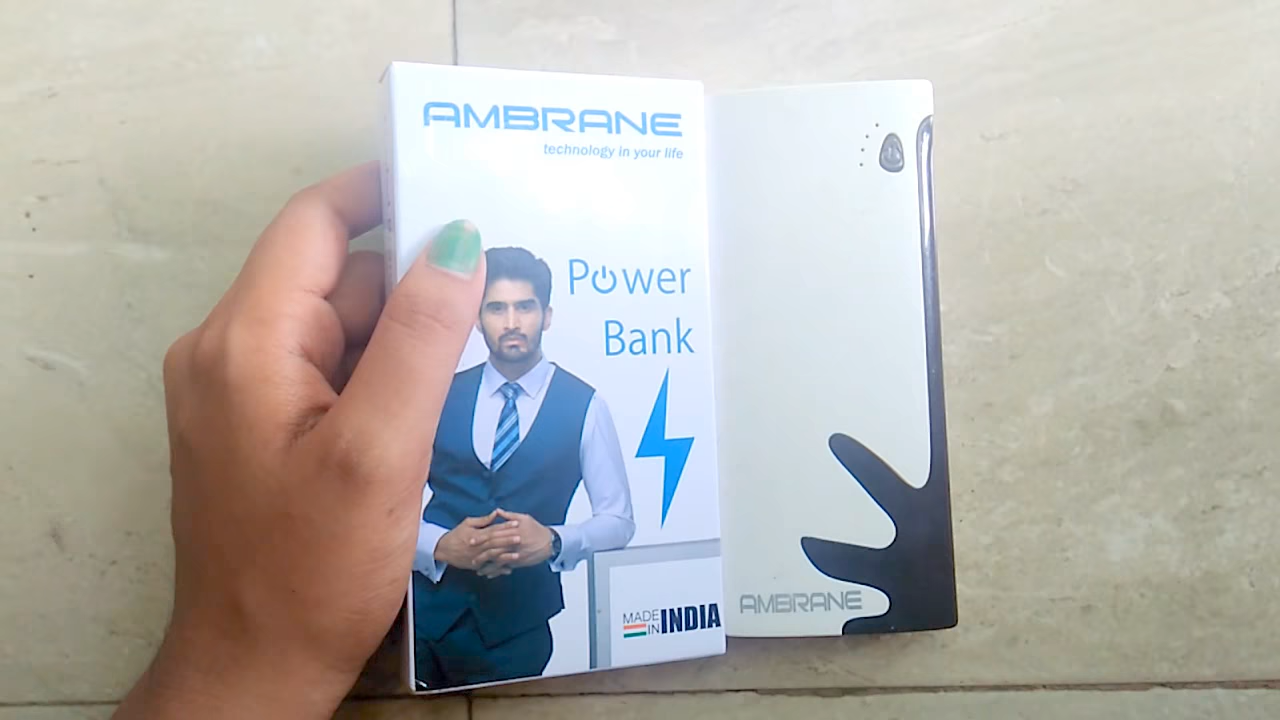 AMBRANE
technology in your life
Power
Bank
MADE
IN INDIA
AMBRANE